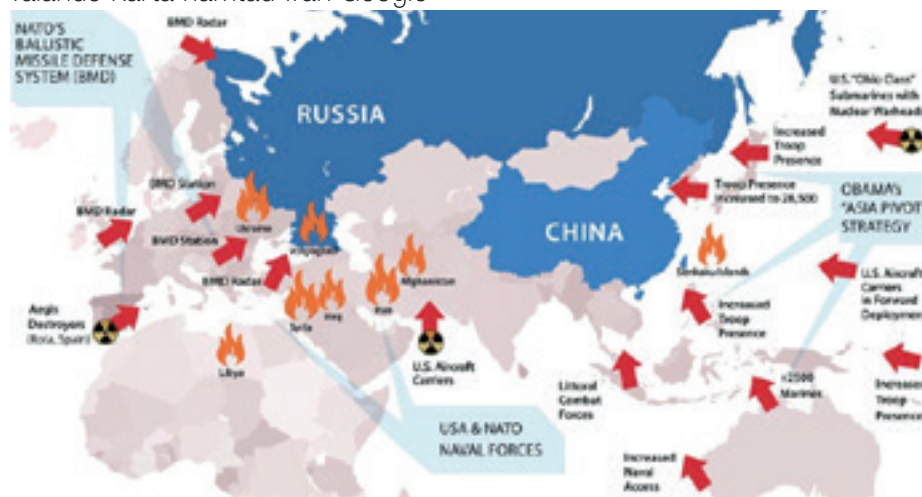 NATO'S
BALLISTIC
MISSILE DEFENSE
SYSTEM (BMD)
BMD Radar
RUSSIA
U.S. "Ohio Class"
Submarines with
Nuclear Warheads
Increased
Troop
Presence
BMD Station
Troop Presence
Increased to 28,500
OBAMA'S
"ASIA PIVOT
STRATEGY
BMD Radar
Ukraine
BMD Station
CHINA
Afghanistan
Senkaku Islands
BMD Radar
U.S. Aircraft
Carriers
in Forward
Deployment
Aegis
Destroyers
(Rota, Spain)
Syria
Iraq
Iran
Increased
Troop
Presence
Libya
U.S. Aircraft
Carriers
Littoral
Combat
Forces
Marines
Increased
Troop
Presence
USA & NATO
NAVAL FORCES
Increased
Naval
Access